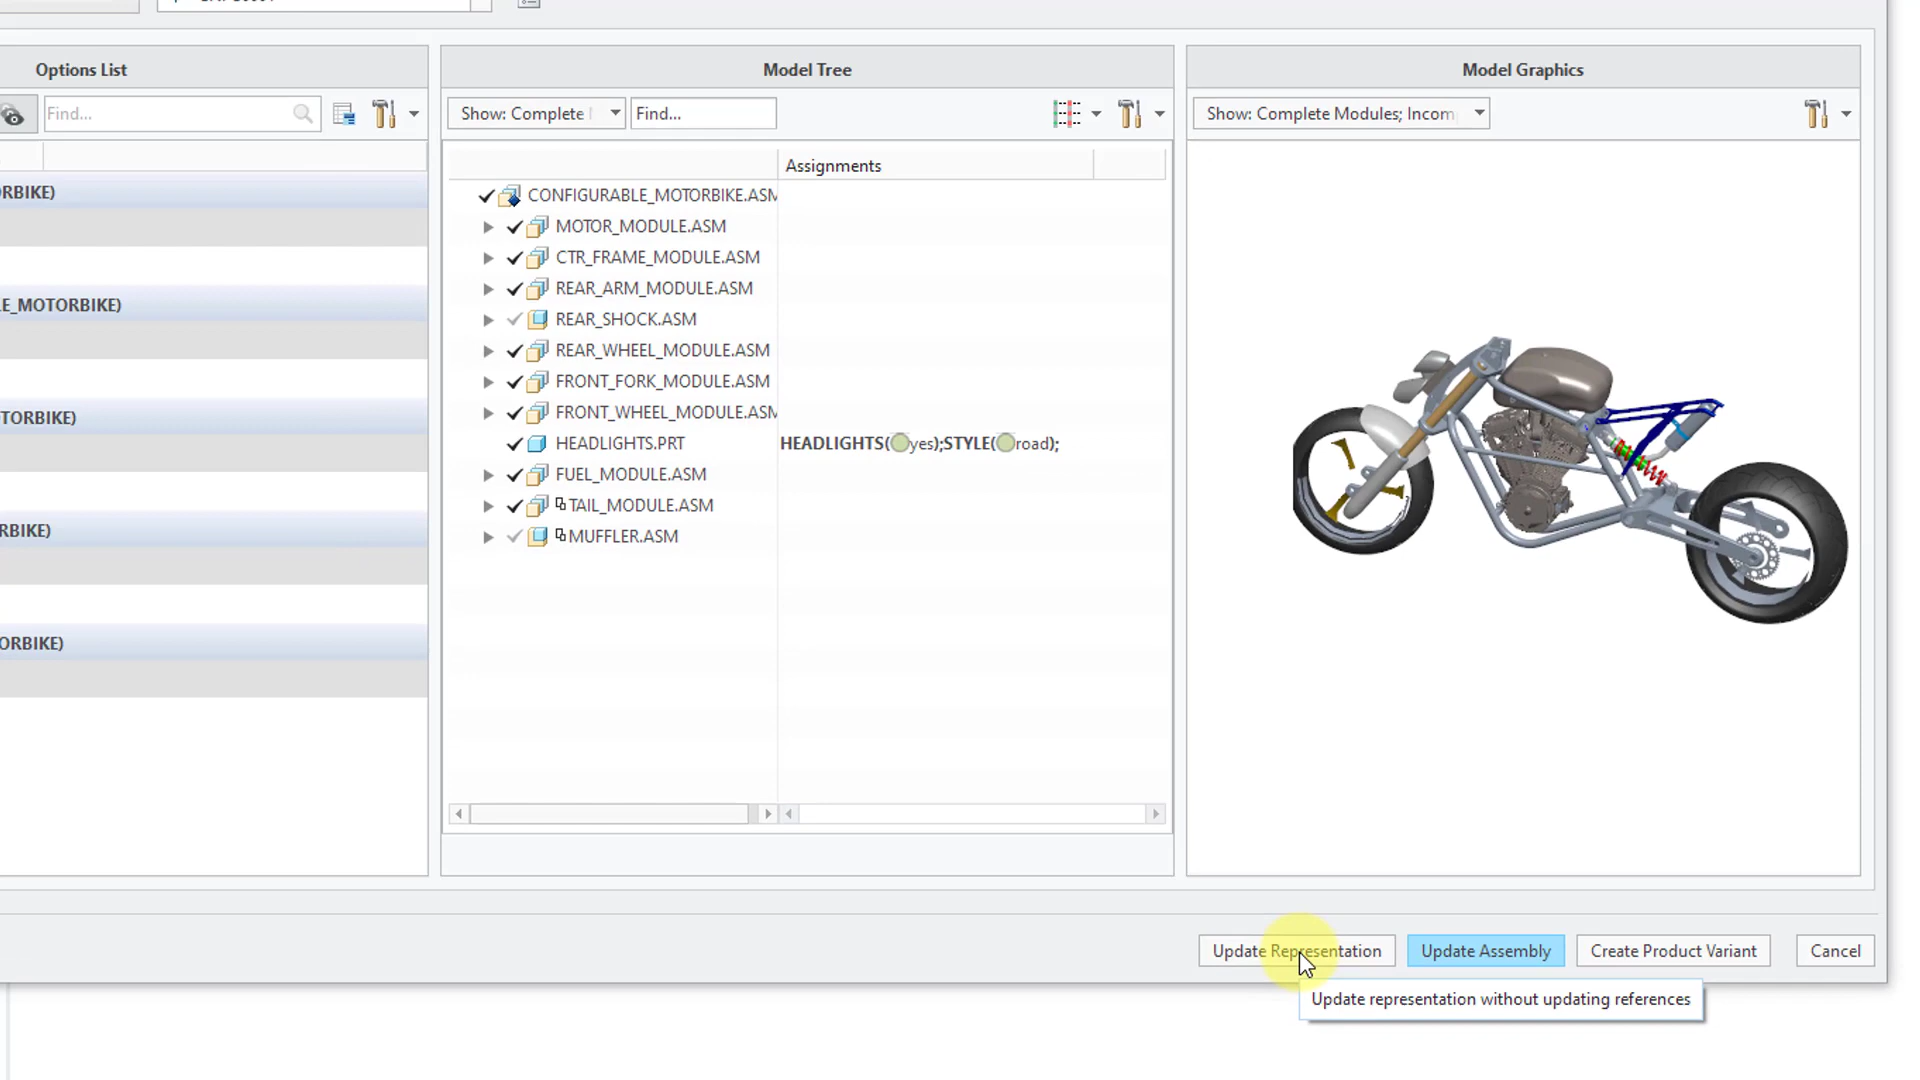 Options List
Model Tree
Model Graphics
Find...
Show: Complete
Find...
Show: Complete Modules; Incom
Assignments
ORBIKE)
CONFIGURABLE_MOTORBIKE.ASM
MOTOR_MODULE.ASM
CTR_FRAME_MODULE.ASM
REAR_ARM_MODULE.ASM
LE_MOTORBIKE)
REAR_SHOCK.ASM
REAR_WHEEL_MODULE.ASM
FRONT_FORK_MODULE.ASM
OTORBIKE)
FRONT_WHEEL_MODULE.ASM
HEADLIGHTS.PRT
HEADLIGHTS(yes);STYLE(road);
FUEL_MODULE.ASM
TAIL_MODULE.ASM
RBIKE)
MUFFLER.ASM
ORBIKE)
Update Representation
Update Assembly
Create Product Variant
Cancel
Update representation without updating references